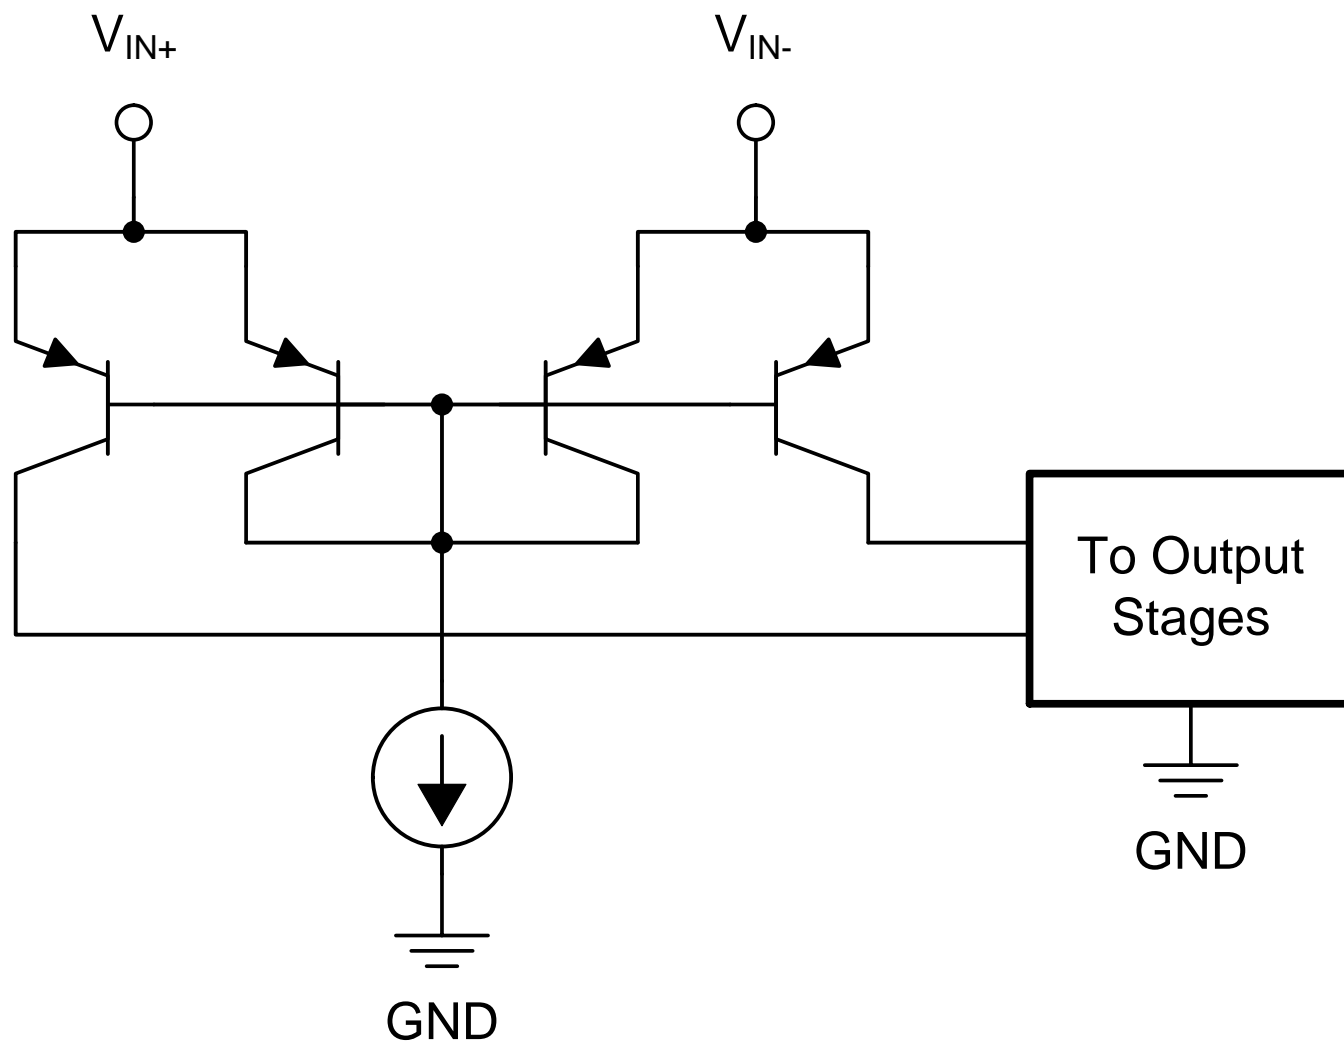 VIN+
VIN-
To Output
Stages
GND
GND